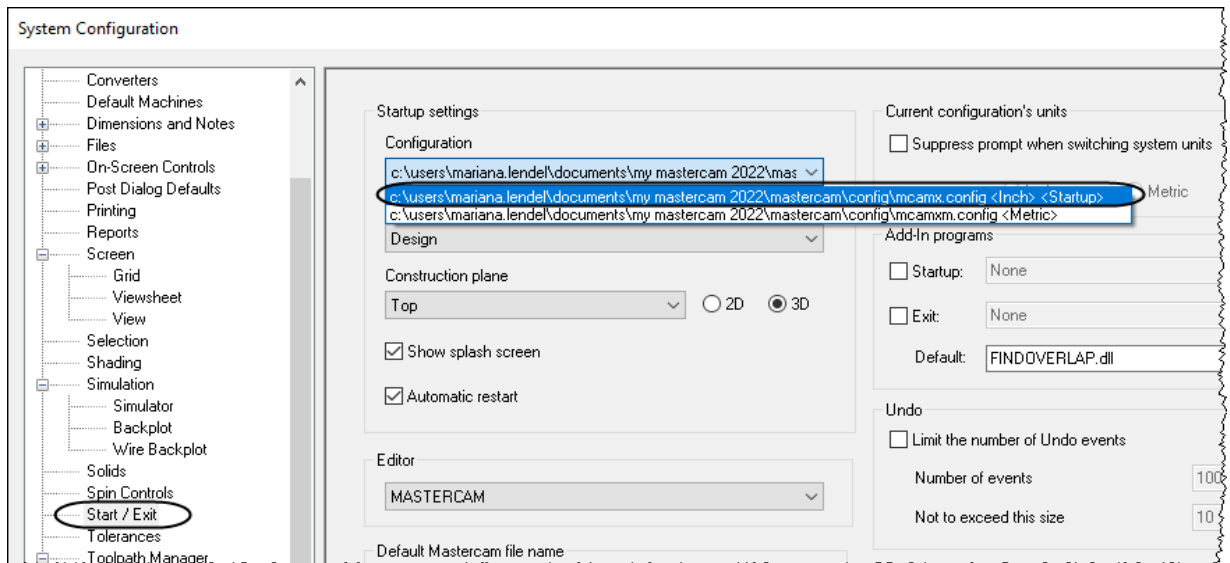 System Configuration
Converters
Default Machines
Dimensions and Notes
Files
On-Screen Controls
Post Dialog Defaults
Printing
Reports
Screen
Grid
Viewsheet
View
Selection
Shading
Simulation
Simulator
Backplot
Wire Backplot
Solids
Spin Controls
Start / Exit
Tolerances
Toolpath Manager
Startup settings
Configuration
c:\users\mariana.lendel\documents\my mastercam 2022\mas
c:\users\mariana.lendel\documents\my mastercam 2022\mastercam\config\mcamx.config <Inch> <Startup>
c:\users\mariana.lendel\documents\my mastercam 2022\mastercam\config\mcamxm.config <Metric>
Design
Construction plane
Top
2D
3D
Show splash screen
Automatic restart
Editor
MASTERCAM
Default Mastercam file name
Current configuration's units
Suppress prompt when switching system units
Metric
Add-In programs
Startup: None
Exit: None
Default: FINDOVERLAP.dll
Undo
Limit the number of Undo events
Number of events 100
Not to exceed this size 10